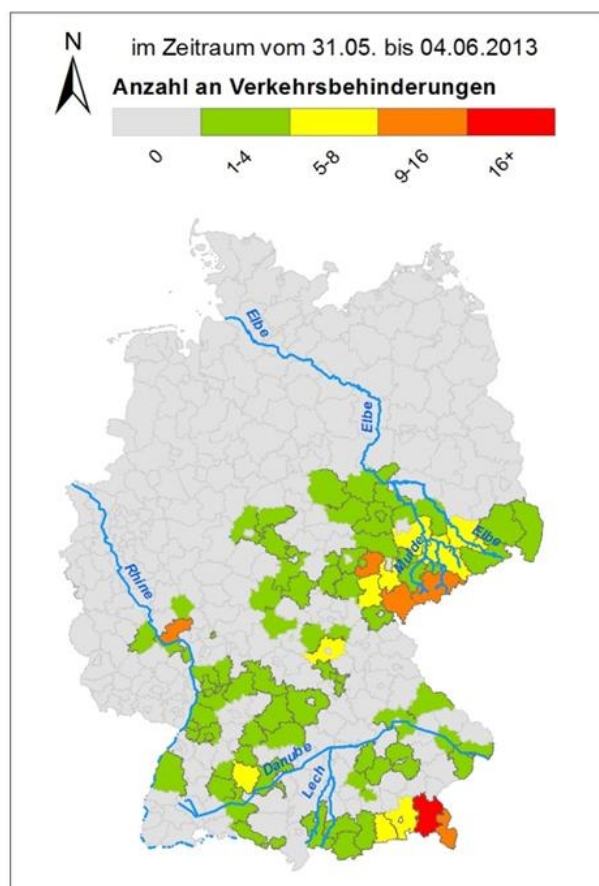 N
im Zeitraum vom 31.05. bis 04.06.2013
Anzahl an Verkehrsbehinderungen
0
1-4
5-8
9-16
16+
Elbe
Elbe
Elbe
Mulde
Rhine
Danube
Lech